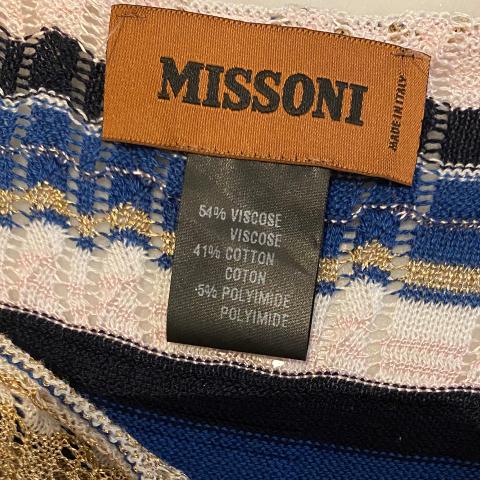 MISSONI
MADE IN ITALY
54% VISCOSE
VISCOSE
41% COTTON
COTON
-5% POLYIMIDE
POLYIMIDE